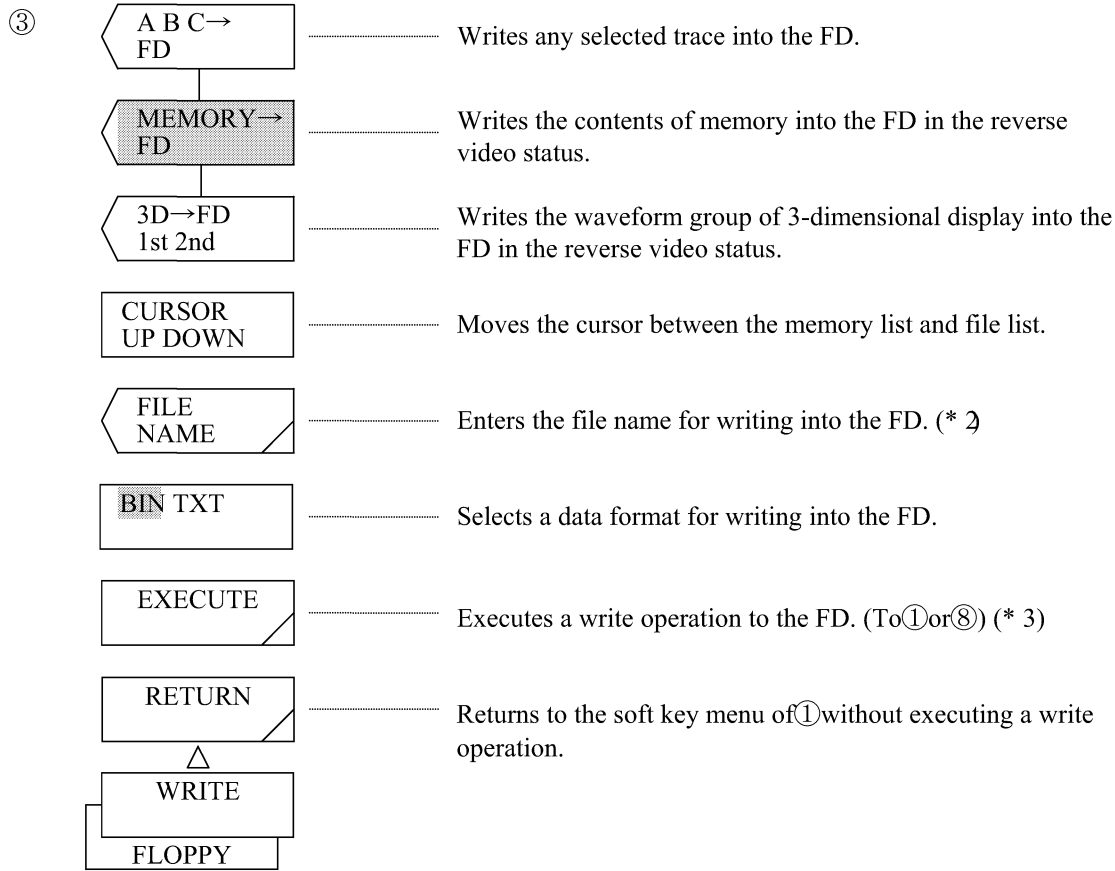 ③
A B C→
FD
Writes any selected trace into the FD.
MEMORY→
FD
Writes the contents of memory into the FD in the reverse
video status.
3D→FD
1st 2nd
Writes the waveform group of 3-dimensional display into the
FD in the reverse video status.
CURSOR
UP DOWN
Moves the cursor between the memory list and file list.
FILE
NAME
Enters the file name for writing into the FD. (* 2)
BIN TXT
Selects a data format for writing into the FD.
EXECUTE
Executes a write operation to the FD. (To①or⑧) (* 3)
RETURN
Returns to the soft key menu of①without executing a write
operation.
WRITE
FLOPPY